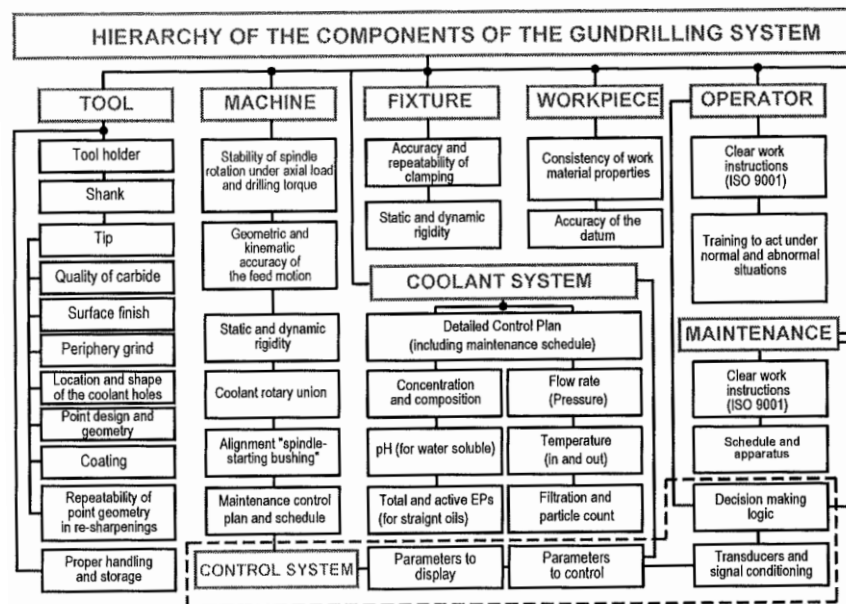 HIERARCHY OF THE COMPONENTS OF THE GUNDRILLING SYSTEM
TOOL
Tool holder
Shank
Tip
Quality of carbide
Surface finish
Periphery grind
Location and shape
of the coolant holes
Point design and
geometry
Coating
Repeatability of
point geometry
in re-sharpenings
Proper handling
and storage
MACHINE
Stability of spindle
rotation under axial load
and drilling torque
Geometric and
kinematic
accuracy of
the feed motion
Static and dynamic
rigidity
Coolant rotary union
Alignment "spindle-
starting bushing"
Maintenance control
plan and schedule
CONTROL SYSTEM
FIXTURE
Accuracy and
repeatability of
clamping
Static and dynamic
rigidity
WORKPIECE
Consistency of work
material properties
Accuracy of the
datum
COOLANT SYSTEM
Detailed Control Plan
(including maintenance schedule)
Concentration
and composition
pH (for water soluble)
Total and active EPs
(for straignt oils)
Parameters to
display
Flow rate
(Pressure)
Temperature
(in and out)
Filtration and
particle count
Parameters
to control
OPERATOR
Clear work
instructions
(ISO 9001)
Training to act under
normal and abnormal
situations
MAINTENANCE
Clear work
instructions
(ISO 9001)
Schedule and
apparatus
Decision making
logic
Transducers and
signal conditioning